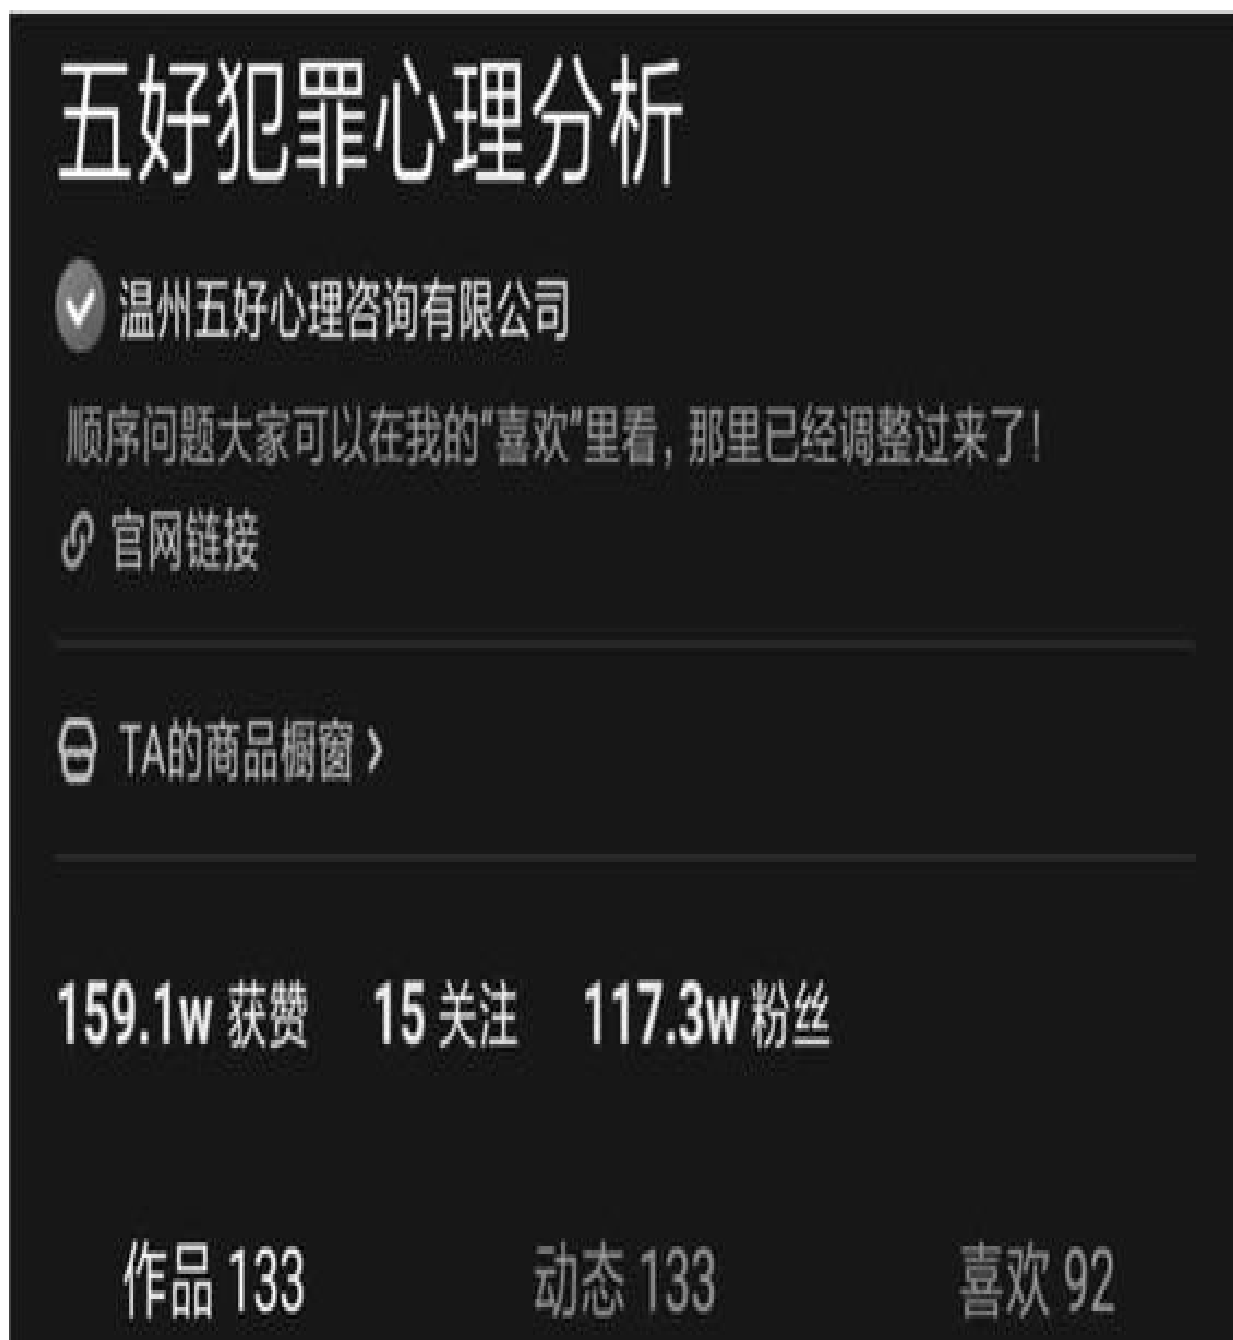 五好犯罪心理分析
温州五好心理咨询有限公司
顺序问题大家可以在我的“喜欢”里看，那里已经调整过来了！
官网链接
TA的商品橱窗 ›
159.1w 获赞 15 关注 117.3w 粉丝
作品 133 动态 133 喜欢 92